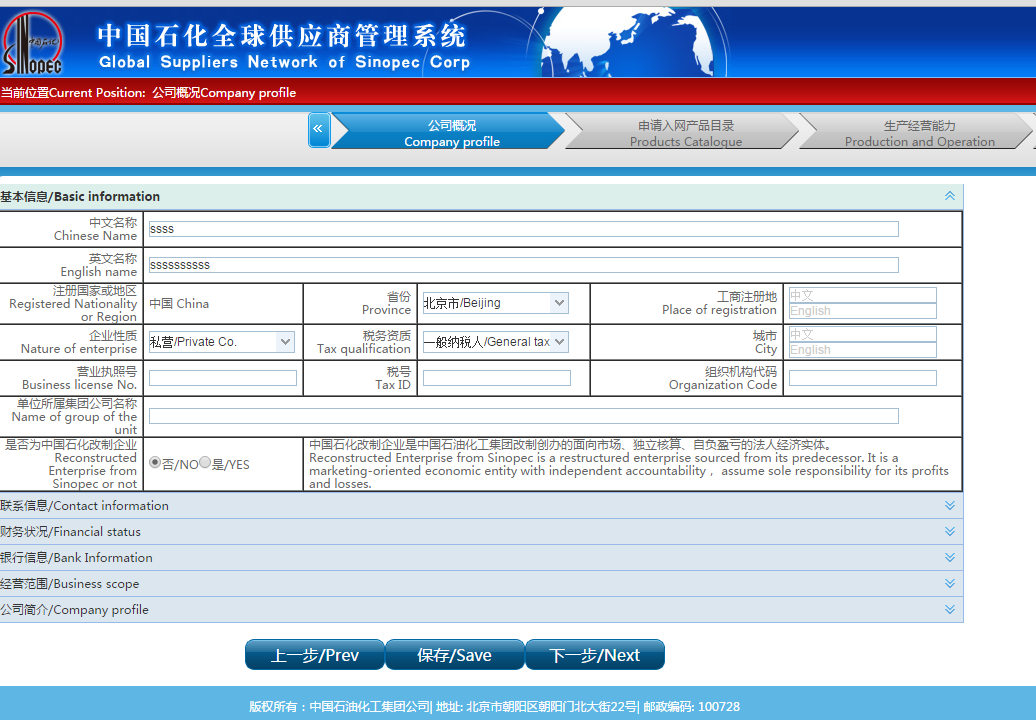 中国石化
SINOPEC
中国石化全球供应商管理系统
Global Suppliers Network of Sinopec Corp
当前位置Current Position: 公司概况Company profile
«
公司概况
Company profile
申请入网产品目录
Products Catalogue
生产经营能力
Production and Operation
基本信息/Basic information
中文名称
Chinese Name
ssss
英文名称
English name
ssssssssss
注册国家或地区
Registered Nationality
or Region
中国 China
省份
Province
北京市/Beijing
工商注册地
Place of registration
中文
English
企业性质
Nature of enterprise
私营/Private Co.
税务资质
Tax qualification
一般纳税人/General tax
城市
City
中文
English
营业执照号
Business license No.
税号
Tax ID
组织机构代码
Organization Code
单位所属集团公司名称
Name of group of the
unit
是否为中国石化改制企业
Reconstructed
Enterprise from
Sinopec or not
否/NO 是/YES
中国石化改制企业是中国石油化工集团改制创办的面向市场、独立核算、自负盈亏的法人经济实体。
Reconstructed Enterprise from Sinopec is a restructured enterprise sourced from its predecessor. It is a
marketing-oriented economic entity with independent accountability , assume sole responsibility for its profits
and losses.
联系信息/Contact information
财务状况/Financial status
银行信息/Bank Information
经营范围/Business scope
公司简介/Company profile
上一步/Prev
保存/Save
下一步/Next
版权所有：中国石油化工集团公司| 地址: 北京市朝阳区朝阳门北大街22号| 邮政编码: 100728